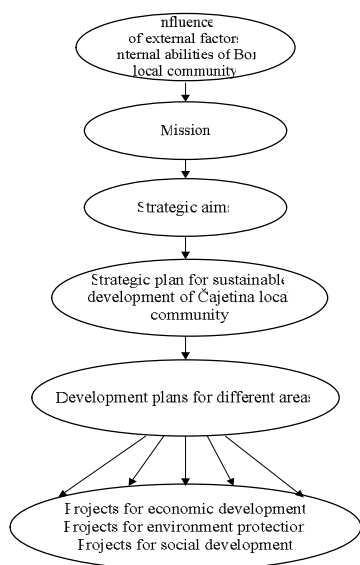 nfluence
of external factors
nternal abilities of Bor
local community
Mission
Strategic aims
Strategic plan for sustainable
development of Čajetina local
community
Development plans for different areas
Projects for economic development
Projects for environment protection
Projects for social development